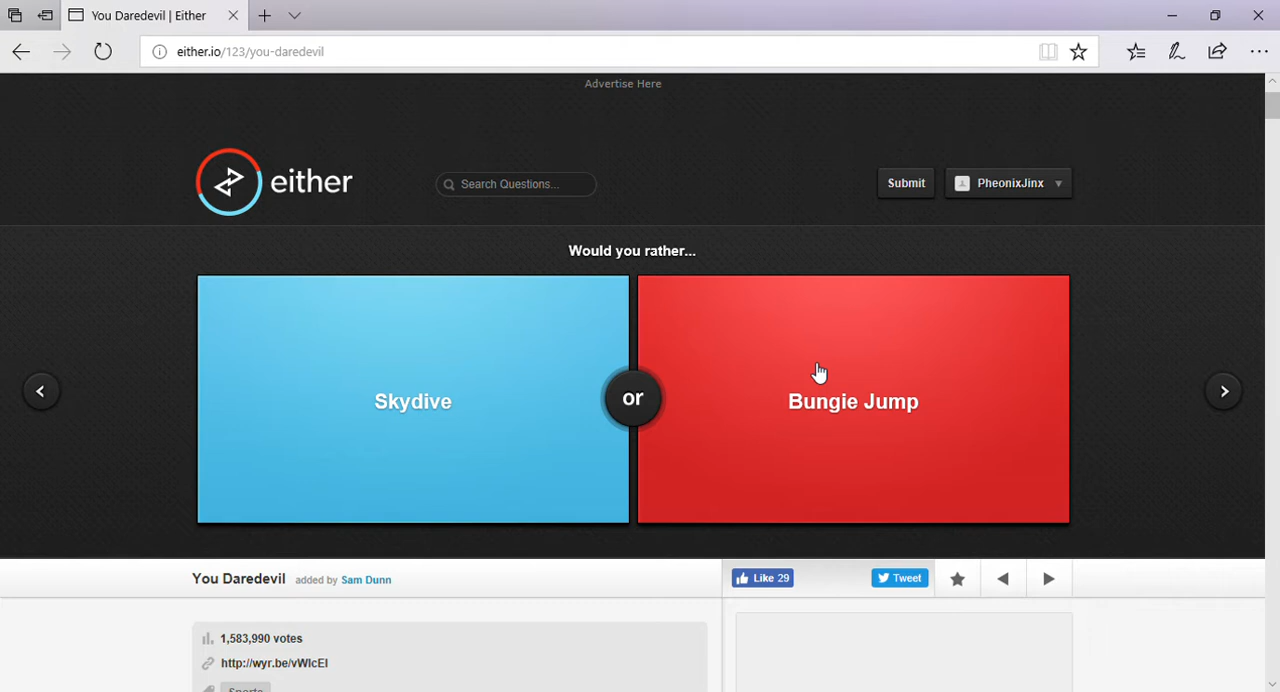 You Daredevil | Either
either.io/123/you-daredevil
Advertise Here
either
Search Questions...
Submit
PheonixJinx
Would you rather...
Skydive
or
Bungie Jump
You Daredevil added by Sam Dunn
Like 29
Tweet
1,583,990 votes
http://wyr.be/vWIcEI
Sports